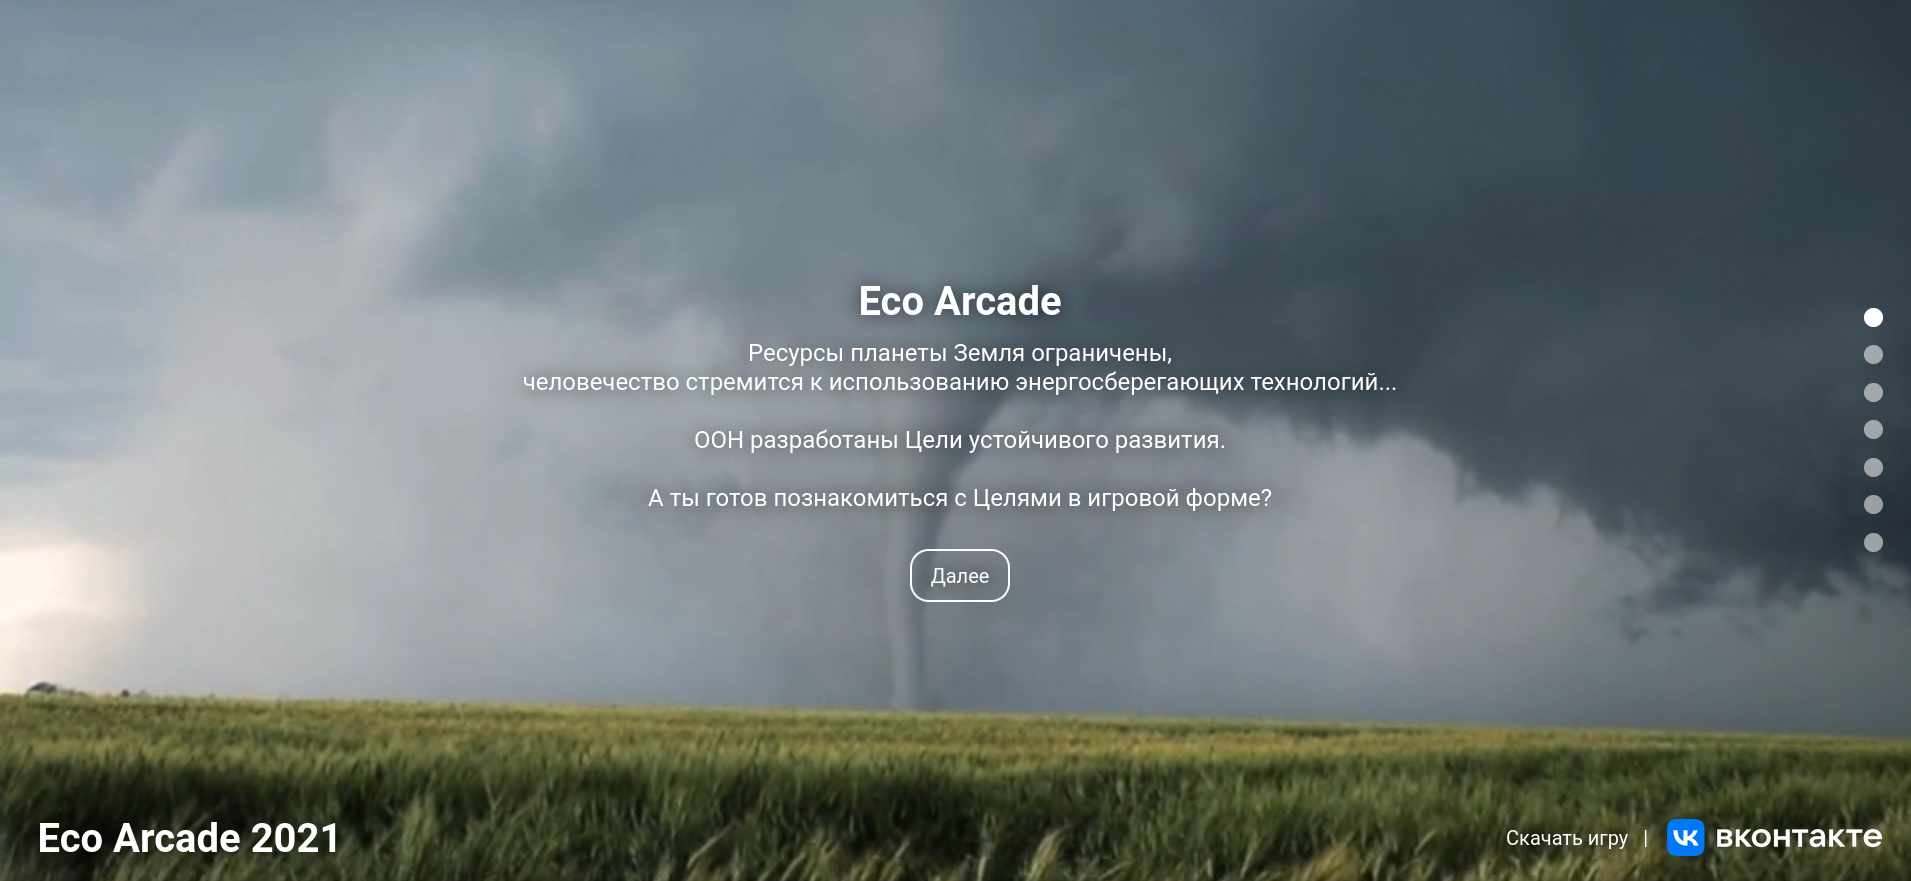 Eco Arcade
Ресурсы планеты Земля ограничены,
человечество стремится к использованию энергосберегающих технологий...
ООН разработаны Цели устойчивого развития.
А ты готов познакомиться с Целями в игровой форме?
Далее
Eco Arcade 2021
Скачать игру | VK вконтакте